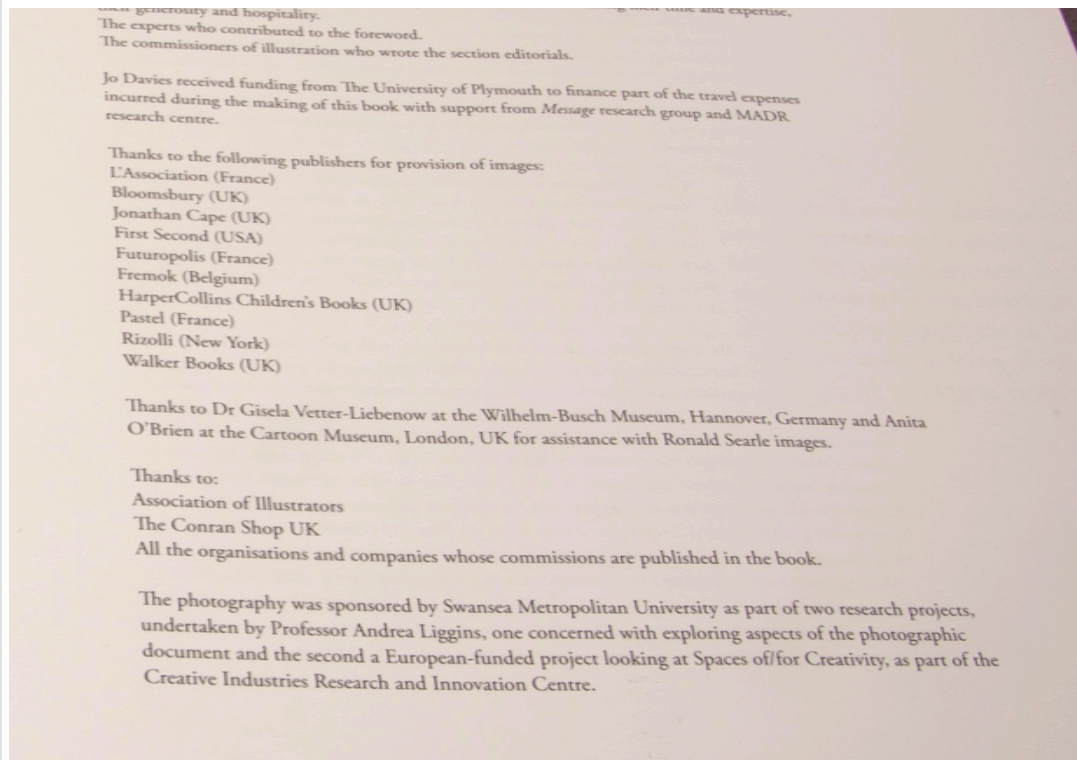 their generosity and hospitality. their time and expertise,
The experts who contributed to the foreword.
The commissioners of illustration who wrote the section editorials.
Jo Davies received funding from The University of Plymouth to finance part of the travel expenses
incurred during the making of this book with support from Message research group and MADR
research centre.
Thanks to the following publishers for provision of images:
L'Association (France)
Bloomsbury (UK)
Jonathan Cape (UK)
First Second (USA)
Futuropolis (France)
Fremok (Belgium)
HarperCollins Children's Books (UK)
Pastel (France)
Rizolli (New York)
Walker Books (UK)
Thanks to Dr Gisela Vetter-Liebenow at the Wilhelm-Busch Museum, Hannover, Germany and Anita
O'Brien at the Cartoon Museum, London, UK for assistance with Ronald Searle images.
Thanks to:
Association of Illustrators
The Conran Shop UK
All the organisations and companies whose commissions are published in the book.
The photography was sponsored by Swansea Metropolitan University as part of two research projects,
undertaken by Professor Andrea Liggins, one concerned with exploring aspects of the photographic
document and the second a European-funded project looking at Spaces of/for Creativity, as part of the
Creative Industries Research and Innovation Centre.